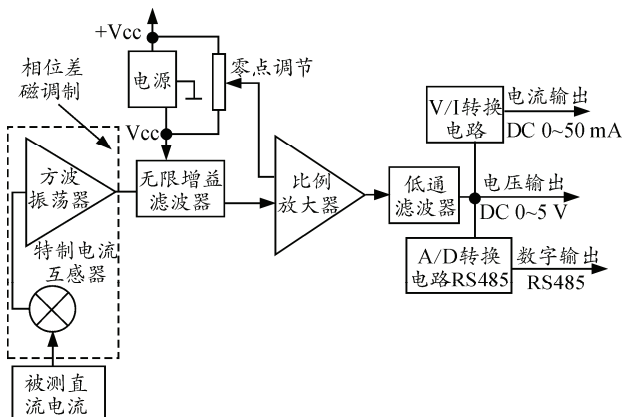 +Vcc
相位差
磁调制
电源
零点调节
Vcc
方波
振荡器
无限增益
滤波器
比例
放大器
低通
滤波器
V/I转换
电路
电流输出
DC 0~50 mA
电压输出
DC 0~5 V
A/D转换
电路RS485
数字输出
RS485
特制电流
互感器
被测直
流电流